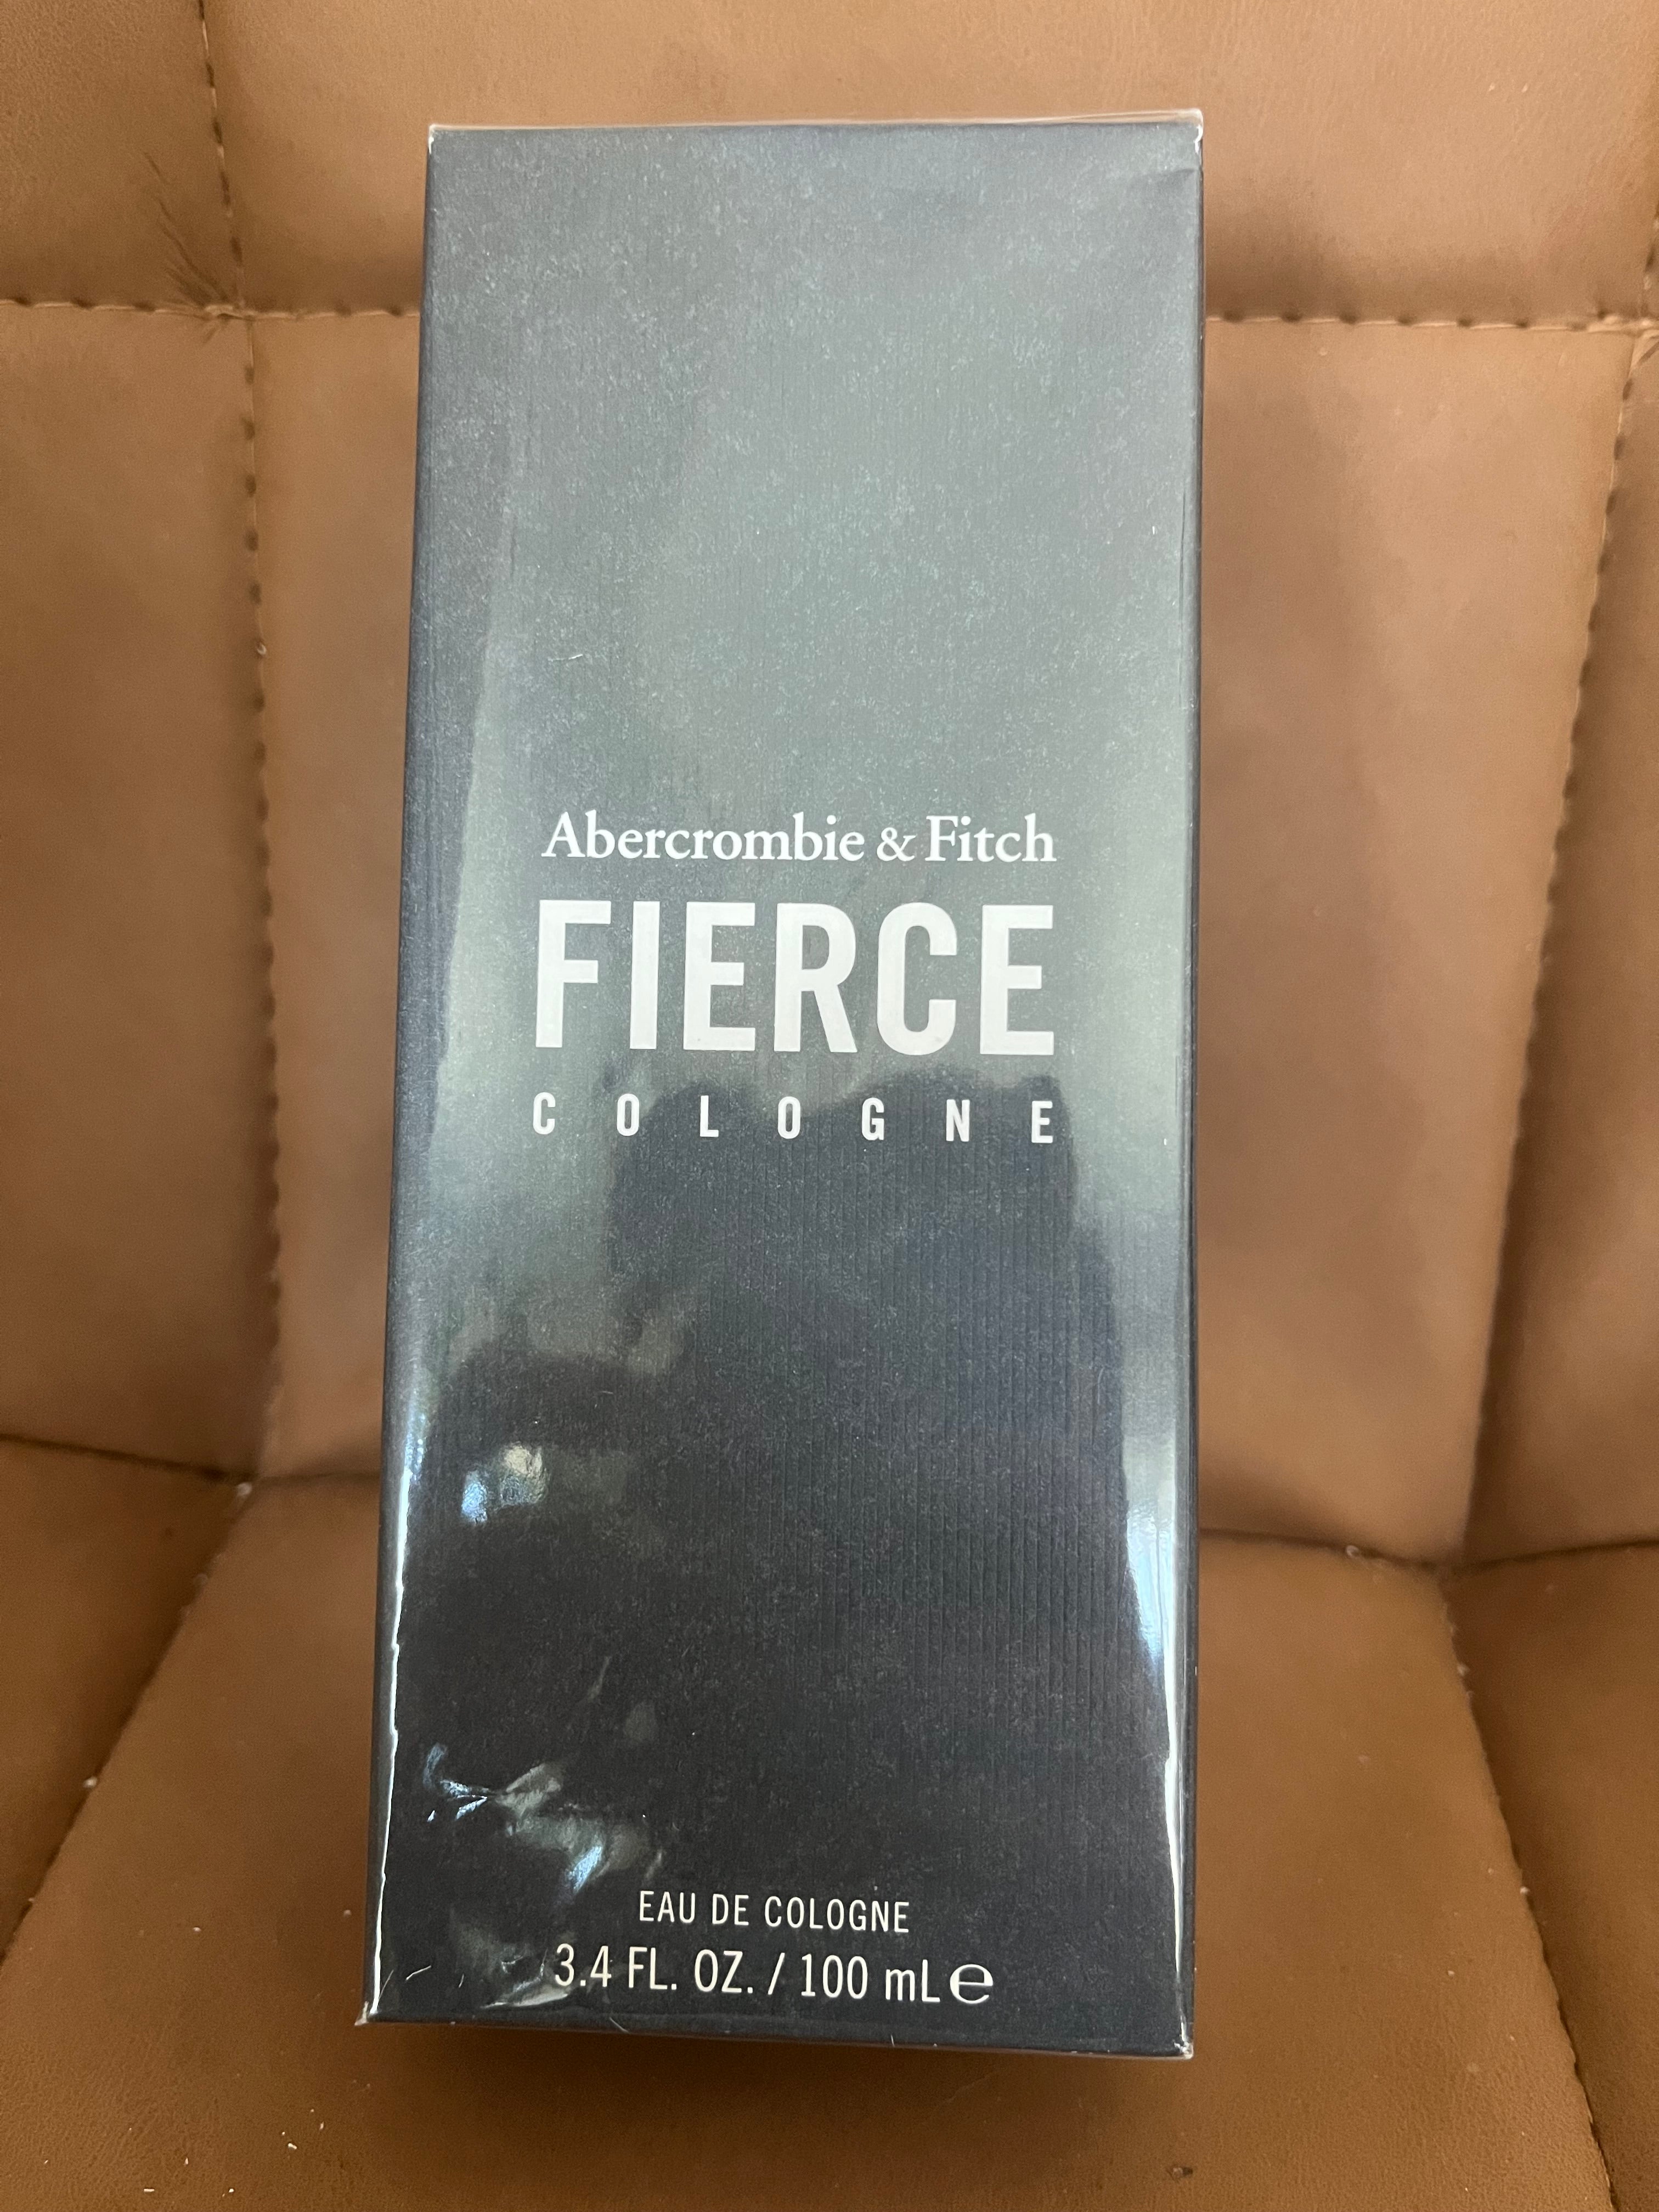 Abercrombie & Fitch
FIERCE
COLOGNE
EAU DE COLOGNE
3.4 FL. OZ. / 100 mL ℮